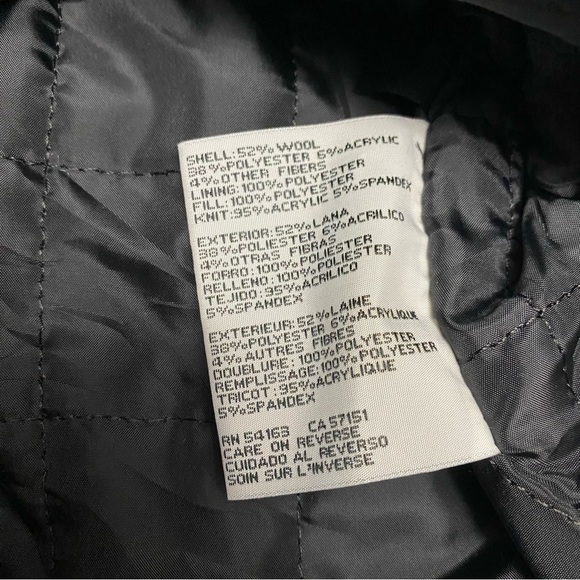 SHELL:52% WOOL
38%POLYESTER 6%ACRYLIC
4%OTHER FIBERS
LINING:100%POLYESTER
FILL:100%POLYESTER
KNIT:95%ACRYLIC 5%SPANDEX
EXTERIOR:52%LANA
38%POLIESTER 6%ACRILICO
4%OTRAS FIBRAS
FORRO:100%POLIESTER
RELLENO:100%POLIESTER
TEJIDO:95%ACRILICO
5%SPANDEX
EXTERIEUR:52%LAINE
38%POLYESTER 6%ACRYLIQUE
4% AUTRES FIBRES
DOUBLURE:100%POLYESTER
REMPLISSAGE:100%POLYESTER
TRICOT:95%ACRYLIQUE
5%SPANDEX
RN 54163 CA 57151
CARE ON REVERSE
CUIDADO AL REVERSO
SOIN SUR L'INVERSE